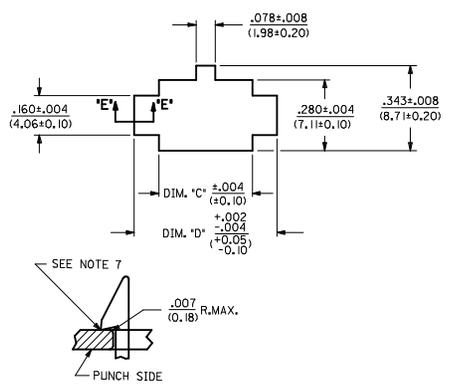 .078±.008
(1.98±0.20)
"E" "E"
.160±.004
(4.06±0.10)
.280±.004
(7.11±0.10)
.343±.008
(8.71±0.20)
DIM. "C" ±.004
(±0.10)
DIM. "D" +.002
-.004
(+0.05
-0.10)
SEE NOTE 7
.007
(0.18) R.MAX.
PUNCH SIDE